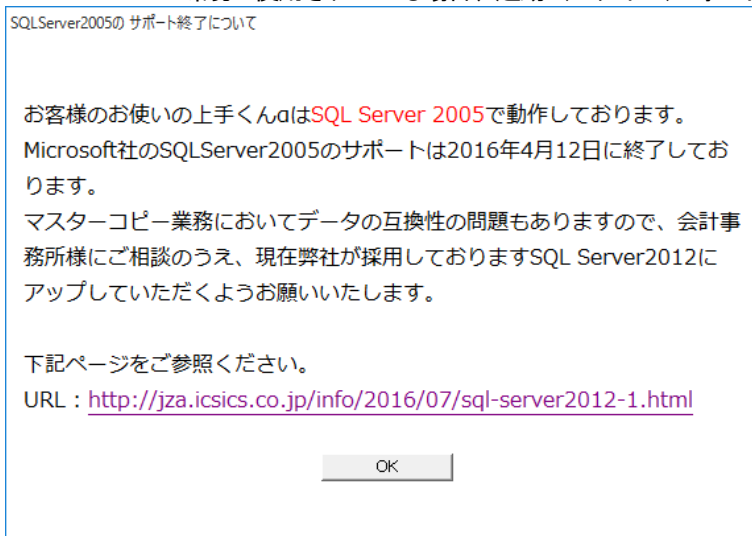 SQLServer2005の サポート終了について
お客様のお使いの上手くんαはSQL Server 2005で動作しております。
Microsoft社のSQLServer2005のサポートは2016年4月12日に終了してお
ります。
マスターコピー業務においてデータの互換性の問題もありますので、会計事
務所様にご相談のうえ、現在弊社が採用しておりますSQL Server2012に
アップしていただくようお願いいたします。
下記ページをご参照ください。
URL：http://jza.icsics.co.jp/info/2016/07/sql-server2012-1.html
OK